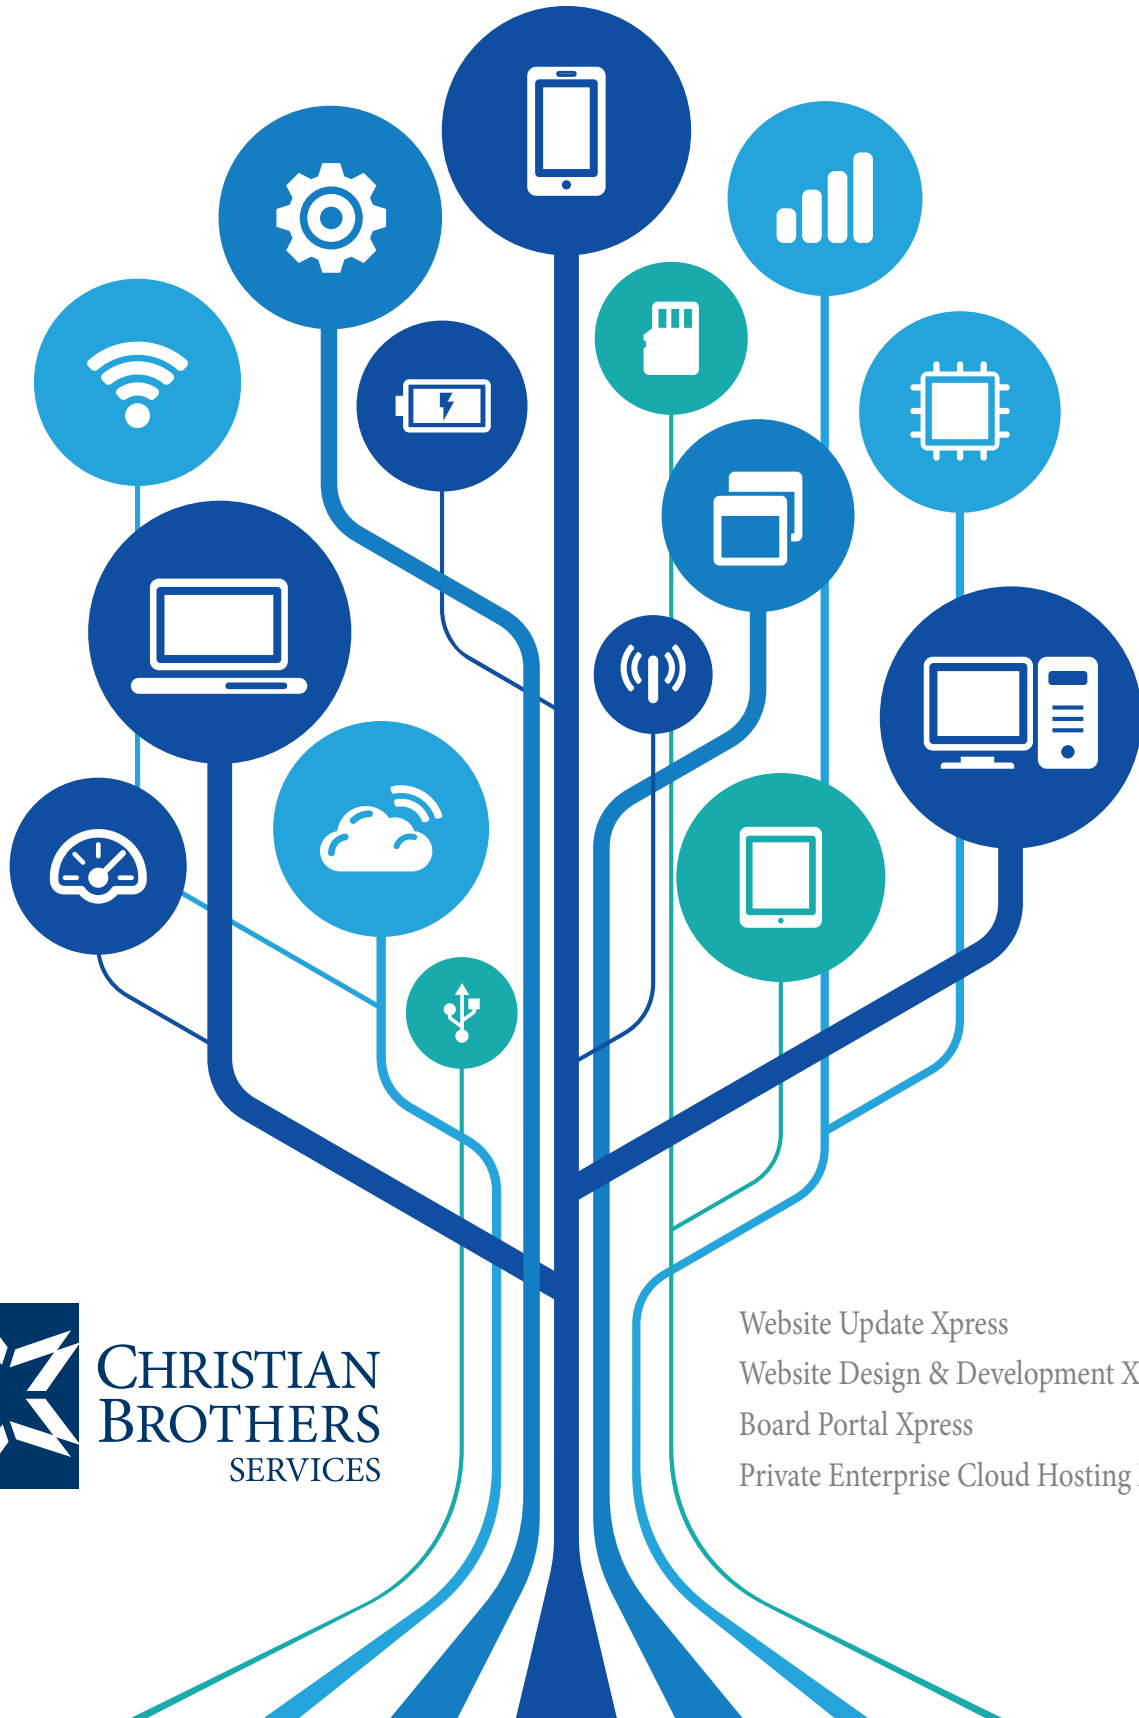 CHRISTIAN
BROTHERS
SERVICES
Website Update Xpress
Website Design & Development X
Board Portal Xpress
Private Enterprise Cloud Hosting